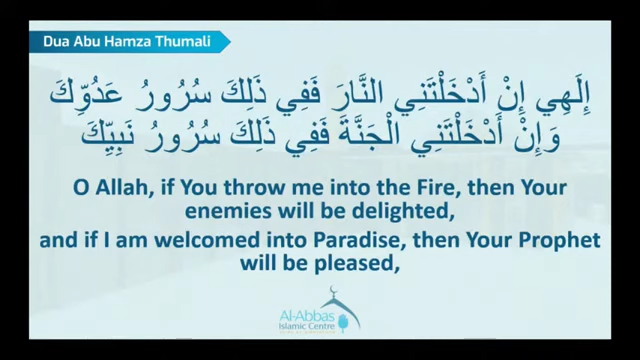 Dua Abu Hamza Thumali
إِلَهِي إِنْ أَدْخَلْتَنِي النَّارَ فَفِي ذَلِكَ سُرُورُ عَدُوِّكَ
وَإِنْ أَدْخَلْتَنِي الْجَنَّةَ فَفِي ذَلِكَ سُرُورُ نَبِيِّكَ
O Allah, if You throw me into the Fire, then Your
enemies will be delighted,
and if I am welcomed into Paradise, then Your Prophet
will be pleased,
Al-Abbas
Islamic Centre